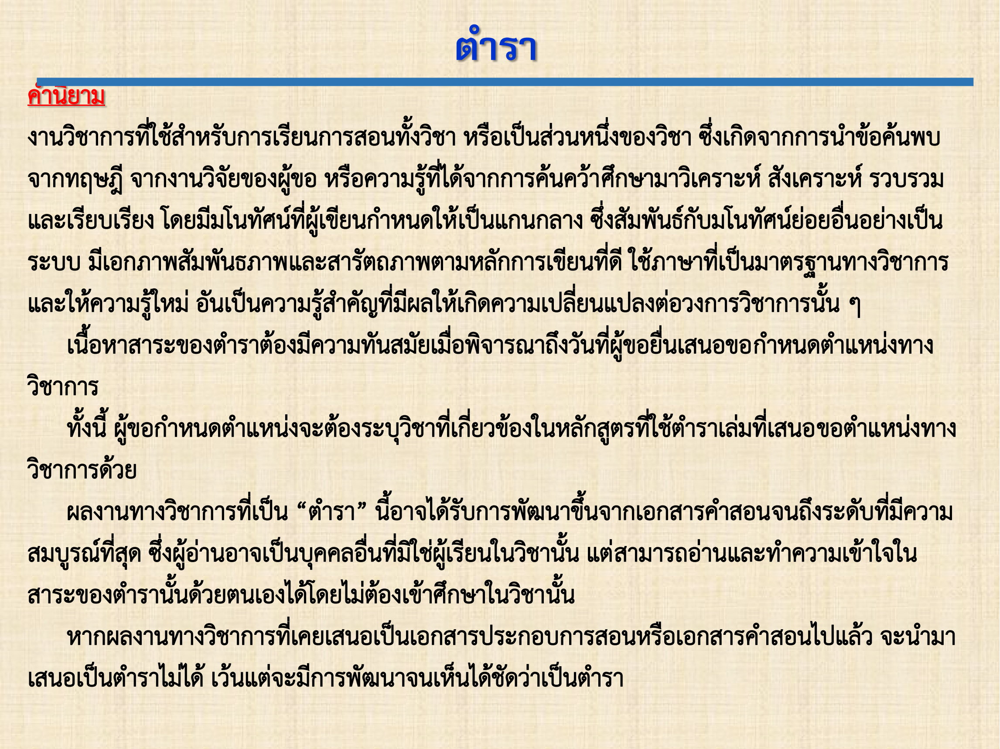 ตำรา
คำนิยาม
งานวิชาการที่ใช้สำหรับการเรียนการสอนทั้งวิชา หรือเป็นส่วนหนึ่งของวิชา ซึ่งเกิดจากการนำข้อค้นพบ
จากทฤษฎี จากงานวิจัยของผู้ขอ หรือความรู้ที่ได้จากการค้นคว้าศึกษามาวิเคราะห์ สังเคราะห์ รวบรวม
และเรียบเรียง โดยมีมโนทัศน์ที่ผู้เขียนกำหนดให้เป็นแกนกลาง ซึ่งสัมพันธ์กับมโนทัศน์ย่อยอื่นอย่างเป็น
ระบบ มีเอกภาพสัมพันธภาพและสารัตถภาพตามหลักการเขียนที่ดี ใช้ภาษาที่เป็นมาตรฐานทางวิชาการ
และให้ความรู้ใหม่ อันเป็นความรู้สำคัญที่มีผลให้เกิดความเปลี่ยนแปลงต่อวงการวิชาการนั้น ๆ
เนื้อหาสาระของตำราต้องมีความทันสมัยเมื่อพิจารณาถึงวันที่ผู้ขอยื่นเสนอขอกำหนดตำแหน่งทาง
วิชาการ
ทั้งนี้ ผู้ขอกำหนดตำแหน่งจะต้องระบุวิชาที่เกี่ยวข้องในหลักสูตรที่ใช้ตำราเล่มที่เสนอขอตำแหน่งทาง
วิชาการด้วย
ผลงานทางวิชาการที่เป็น “ตำรา” นี้อาจได้รับการพัฒนาขึ้นจากเอกสารคำสอนจนถึงระดับที่มีความ
สมบูรณ์ที่สุด ซึ่งผู้อ่านอาจเป็นบุคคลอื่นที่มิใช่ผู้เรียนในวิชานั้น แต่สามารถอ่านและทำความเข้าใจใน
สาระของตำรานั้นด้วยตนเองได้โดยไม่ต้องเข้าศึกษาในวิชานั้น
หากผลงานทางวิชาการที่เคยเสนอเป็นเอกสารประกอบการสอนหรือเอกสารคำสอนไปแล้ว จะนำมา
เสนอเป็นตำราไม่ได้ เว้นแต่จะมีการพัฒนาจนเห็นได้ชัดว่าเป็นตำรา